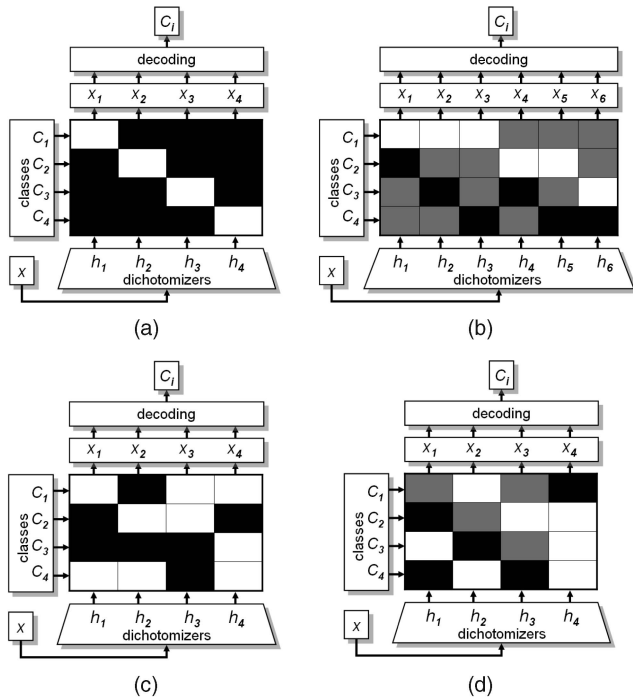 C_i
decoding
X_1 X_2 X_3 X_4
classes
C_1
C_2
C_3
C_4
h_1 h_2 h_3 h_4
dichotomizers
x
(a)
C_i
decoding
X_1 X_2 X_3 X_4 X_5 X_6
classes
C_1
C_2
C_3
C_4
h_1 h_2 h_3 h_4 h_5 h_6
dichotomizers
x
(b)
C_i
decoding
X_1 X_2 X_3 X_4
classes
C_1
C_2
C_3
C_4
h_1 h_2 h_3 h_4
dichotomizers
x
(c)
C_i
decoding
X_1 X_2 X_3 X_4
classes
C_1
C_2
C_3
C_4
h_1 h_2 h_3 h_4
dichotomizers
x
(d)